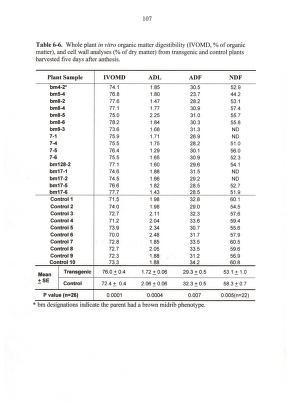 107
Table 6-6. Whole plant in vitro organic matter digestibility (IVOMD, % of organic
matter), and cell wall analyses (% of dry matter) from transgenic and control plants
harvested five days after anthesis.
Plant Sample IVOMD ADL ADF NDF
bm4-2* 74.1 1.85 30.5 52.9
bm5-4 76.8 1.80 23.7 44.2
bm8-2 77.6 1.47 28.2 53.1
bm8-4 77.1 1.77 30.9 57.4
bm8-5 75.0 2.25 31.0 55.7
bm8-6 78.2 1.84 30.3 55.8
bm9-3 73.6 1.68 31.3 ND
7-1 75.9 1.71 26.9 ND
7-4 75.5 1.75 28.2 51.0
7-5 76.4 1.29 30.1 56.0
7-6 75.5 1.65 30.9 52.3
bm128-2 77.1 1.60 29.6 54.1
bm17-1 74.6 1.88 31.5 ND
bm17-2 74.5 1.66 29.2 ND
bm17-5 76.6 1.82 28.5 52.7
bm17-6 77.7 1.43 28.5 51.9
Control 1 71.5 1.98 32.8 60.1
Control 2 74.0 1.98 29.0 54.5
Control 3 72.7 2.11 32.3 57.6
Control 4 71.2 2.04 33.6 59.4
Control 5 73.9 2.34 30.7 55.6
Control 6 70.0 2.48 31.7 57.9
Control 7 72.8 1.85 33.5 60.5
Control 8 72.7 2.05 33.5 59.6
Control 9 72.3 1.88 31.2 56.9
Control 10 73.3 1.88 34.2 60.8
Mean ± SE Transgenic 76.0 ± 0.4 1.72 ± 0.06 29.3 ± 0.5 53.1 ± 1.0
Control 72.4 ± 0.4 2.06 ± 0.06 32.3 ± 0.5 58.3 ± 0.7
P value (n=26) 0.0001 0.0004 0.007 0.005(n=22)
* bm designations indicate the parent had a brown midrib phenotype.